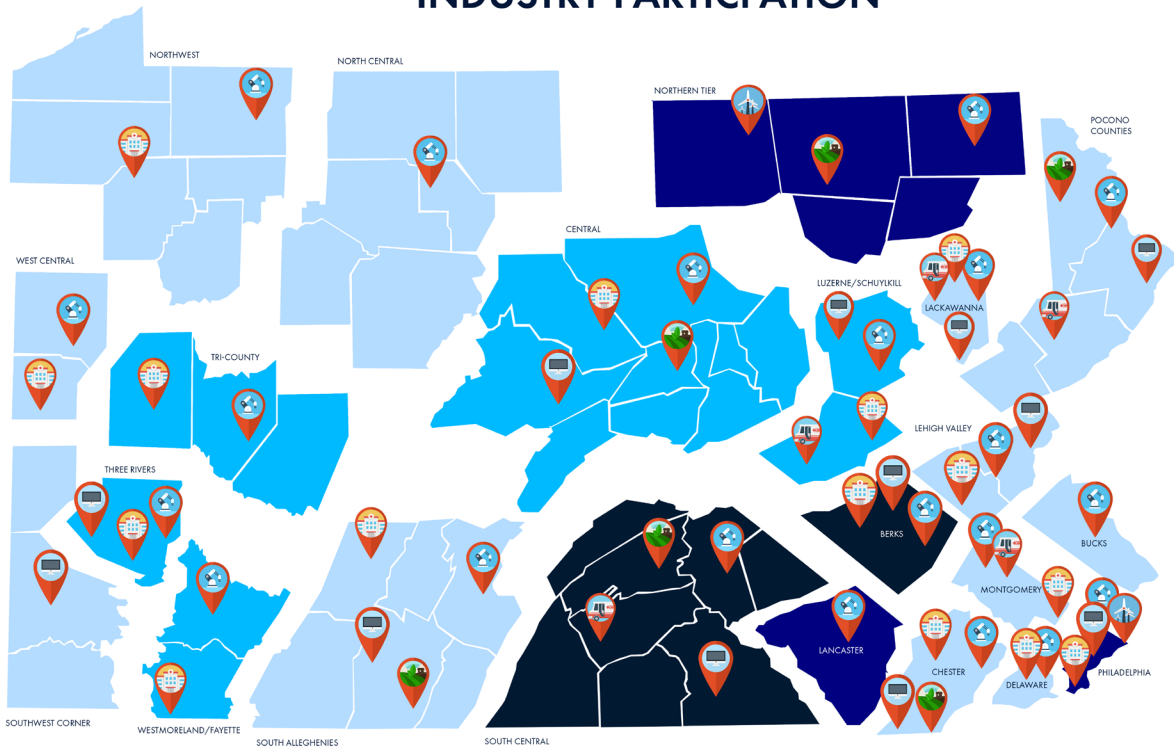 INDUSTRY PARTICIPATION
NORTHWEST
NORTH CENTRAL
NORTHERN TIER
POCONO
COUNTIES
CENTRAL
WEST CENTRAL
LUZERNE/SCHUYLKILL
LACKAWANNA
TRI-COUNTY
LEHIGH VALLEY
THREE RIVERS
BERKS
BUCKS
MONTGOMERY
LANCASTER
CHESTER
DELAWARE
PHILADELPHIA
SOUTHWEST CORNER
WESTMORELAND/FAYETTE
SOUTH ALLEGHENIES
SOUTH CENTRAL